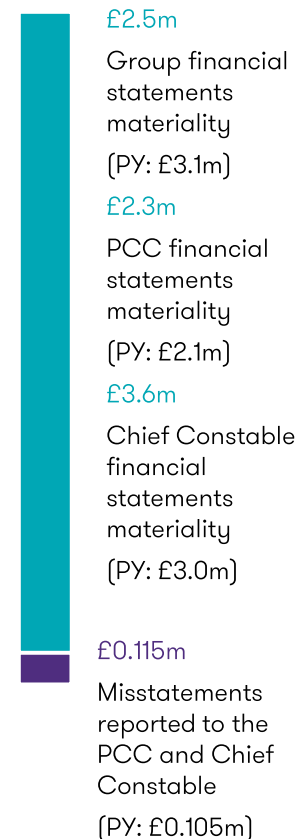 £2.5m
Group financial
statements
materiality
(PY: £3.1m)
£2.3m
PCC financial
statements
materiality
(PY: £2.1m)
£3.6m
Chief Constable
financial
statements
materiality
(PY: £3.0m)
£0.115m
Misstatements
reported to the
PCC and Chief
Constable
(PY: £0.105m)